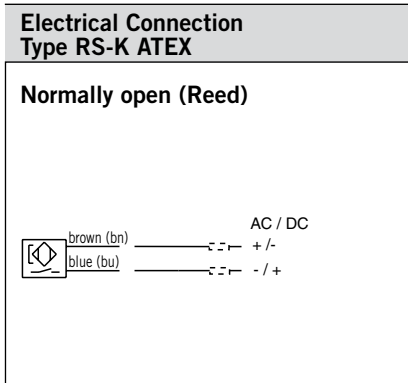 Electrical Connection
Type RS-K ATEX
Normally open (Reed)
AC / DC
brown (bn)
+ /-
blue (bu)
- / +